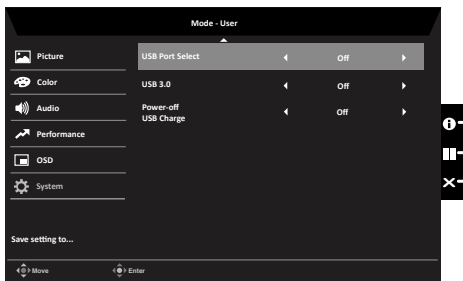 Mode - User
Picture
USB Port Select Off
Color
USB 3.0 Off
Audio
Power-off
USB Charge Off
Performance
OSD
System
Save setting to...
Move Enter